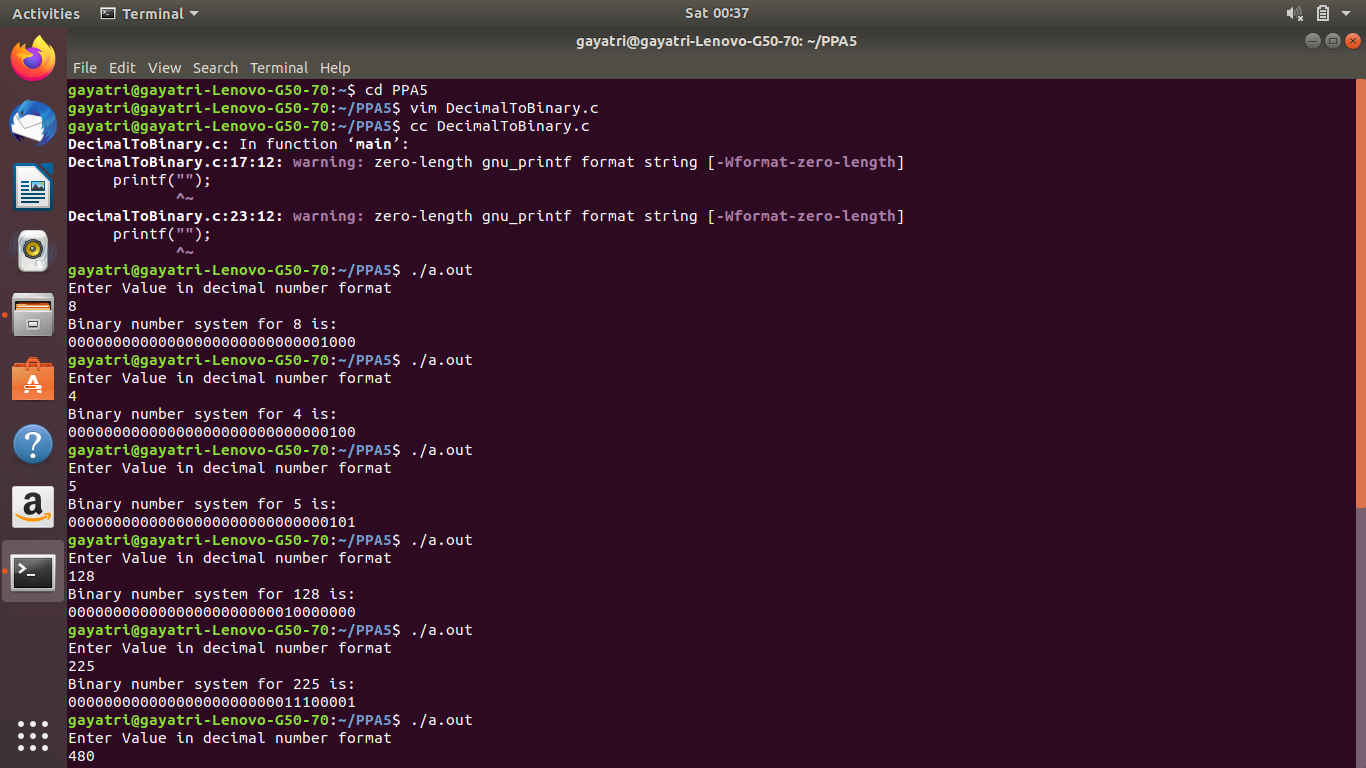 Activities Terminal Sat 00:37
gayatri@gayatri-Lenovo-G50-70: ~/PPA5
File Edit View Search Terminal Help
gayatri@gayatri-Lenovo-G50-70:~$ cd PPA5
gayatri@gayatri-Lenovo-G50-70:~/PPA5$ vim DecimalToBinary.c
gayatri@gayatri-Lenovo-G50-70:~/PPA5$ cc DecimalToBinary.c
DecimalToBinary.c: In function ‘main’:
DecimalToBinary.c:17:12: warning: zero-length gnu_printf format string [-Wformat-zero-length]
     printf("");
            ^~
DecimalToBinary.c:23:12: warning: zero-length gnu_printf format string [-Wformat-zero-length]
     printf("");
            ^~
gayatri@gayatri-Lenovo-G50-70:~/PPA5$ ./a.out
Enter Value in decimal number format
8
Binary number system for 8 is:
00000000000000000000000000001000
gayatri@gayatri-Lenovo-G50-70:~/PPA5$ ./a.out
Enter Value in decimal number format
4
Binary number system for 4 is:
00000000000000000000000000000100
gayatri@gayatri-Lenovo-G50-70:~/PPA5$ ./a.out
Enter Value in decimal number format
5
Binary number system for 5 is:
00000000000000000000000000000101
gayatri@gayatri-Lenovo-G50-70:~/PPA5$ ./a.out
Enter Value in decimal number format
128
Binary number system for 128 is:
00000000000000000000000010000000
gayatri@gayatri-Lenovo-G50-70:~/PPA5$ ./a.out
Enter Value in decimal number format
225
Binary number system for 225 is:
00000000000000000000000011100001
gayatri@gayatri-Lenovo-G50-70:~/PPA5$ ./a.out
Enter Value in decimal number format
480